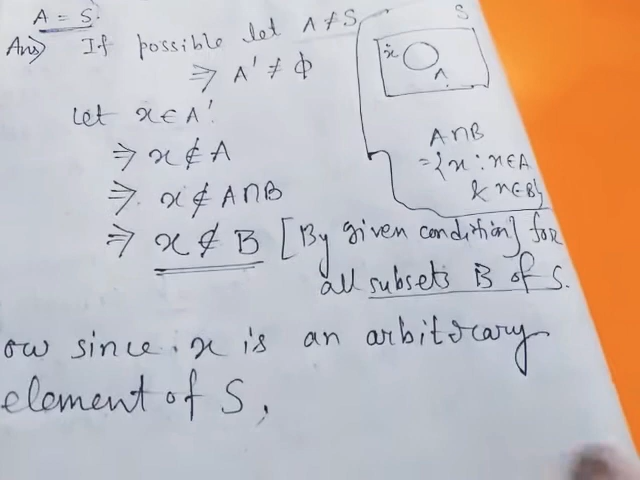 A = S.
Ans) If possible let A ≠ S
⇒ A' ≠ Φ
Let x ∈ A'.
⇒ x ∉ A
⇒ x ∉ A∩B
⇒ x ∉ B [By given condition] for
all subsets B of S.
ow since x is an arbitrary
element of S,
S
x
A
A∩B
= {x : x∈A
& x∈B}